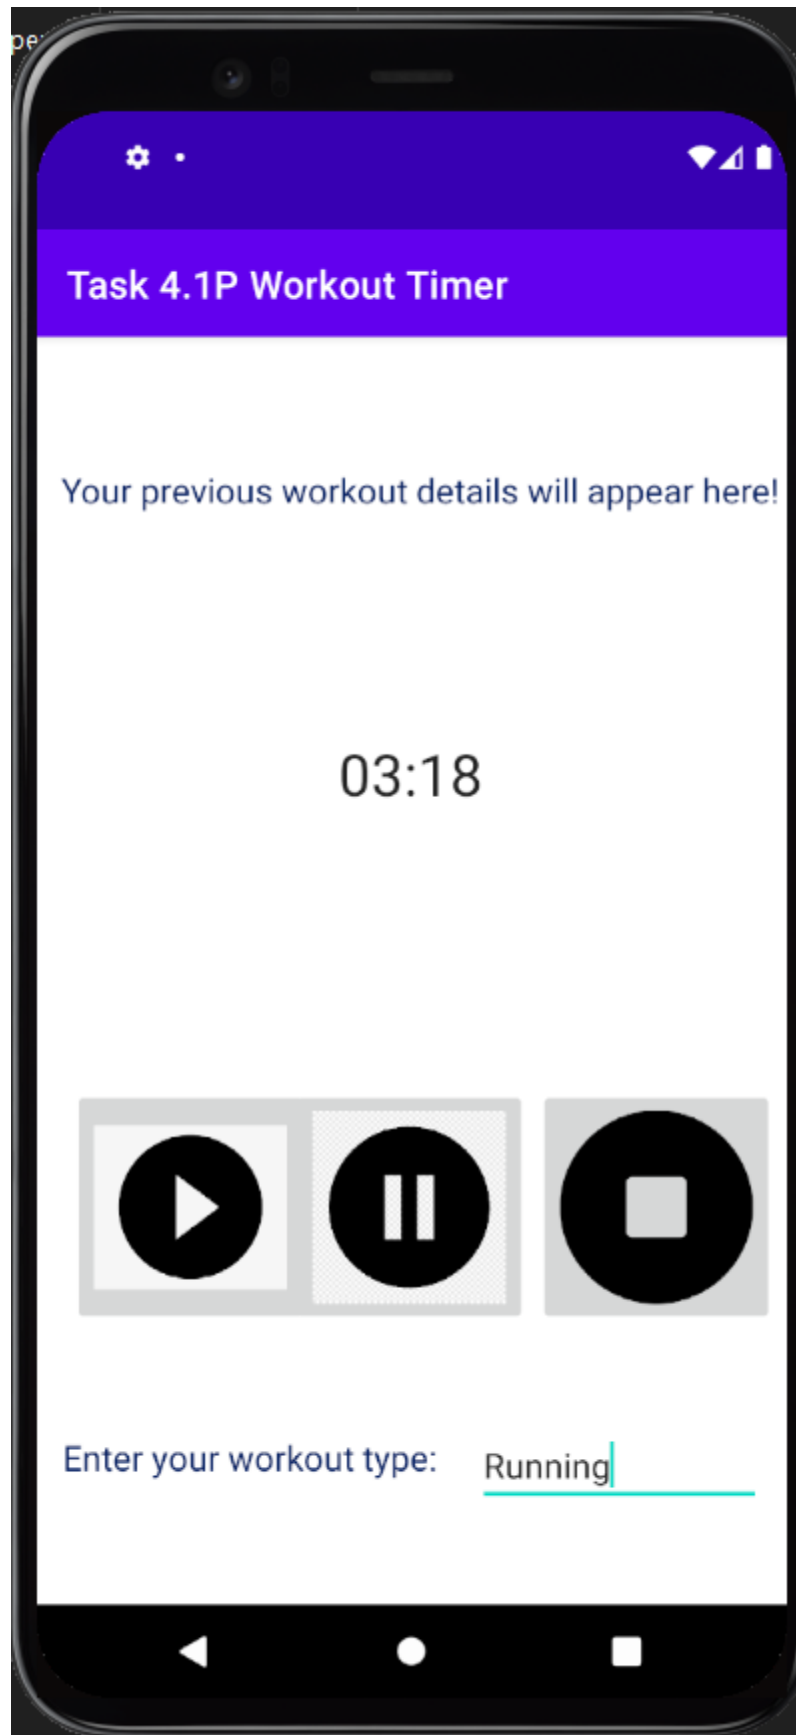 Task 4.1P Workout Timer
Your previous workout details will appear here!
03:18
Enter your workout type:
Running